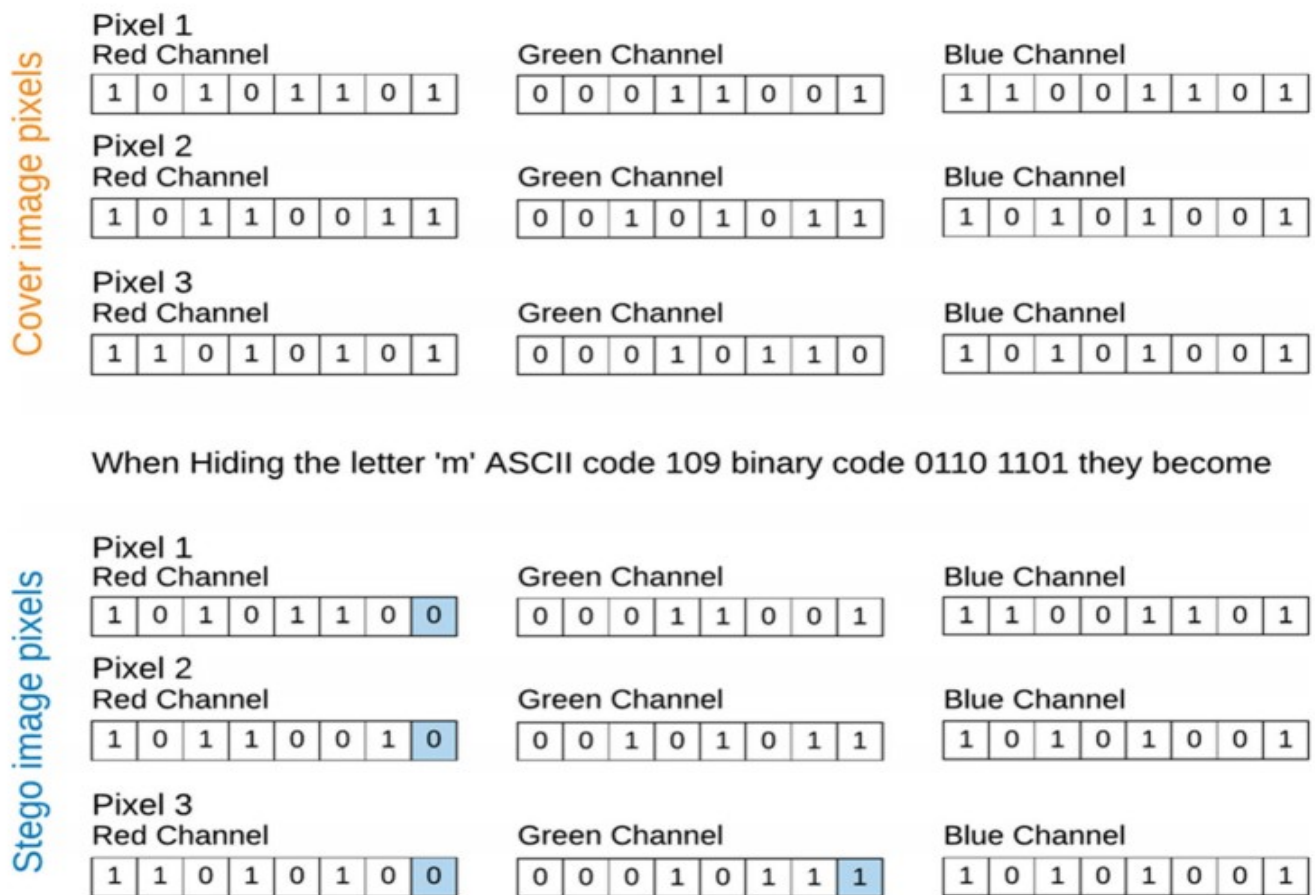 Cover image pixels
Pixel 1
Red Channel Green Channel Blue Channel
1 0 1 0 1 1 0 1 0 0 0 1 1 0 0 1 1 1 0 0 1 1 0 1
Pixel 2
Red Channel Green Channel Blue Channel
1 0 1 1 0 0 1 1 0 0 1 0 1 0 1 1 1 0 1 0 1 0 0 1
Pixel 3
Red Channel Green Channel Blue Channel
1 1 0 1 0 1 0 1 0 0 0 1 0 1 1 0 1 0 1 0 1 0 0 1
When Hiding the letter 'm' ASCII code 109 binary code 0110 1101 they become
Stego image pixels
Pixel 1
Red Channel Green Channel Blue Channel
1 0 1 0 1 1 0 0 0 0 0 1 1 0 0 1 1 1 0 0 1 1 0 1
Pixel 2
Red Channel Green Channel Blue Channel
1 0 1 1 0 0 1 0 0 0 1 0 1 0 1 1 1 0 1 0 1 0 0 1
Pixel 3
Red Channel Green Channel Blue Channel
1 1 0 1 0 1 0 0 0 0 0 1 0 1 1 1 1 0 1 0 1 0 0 1